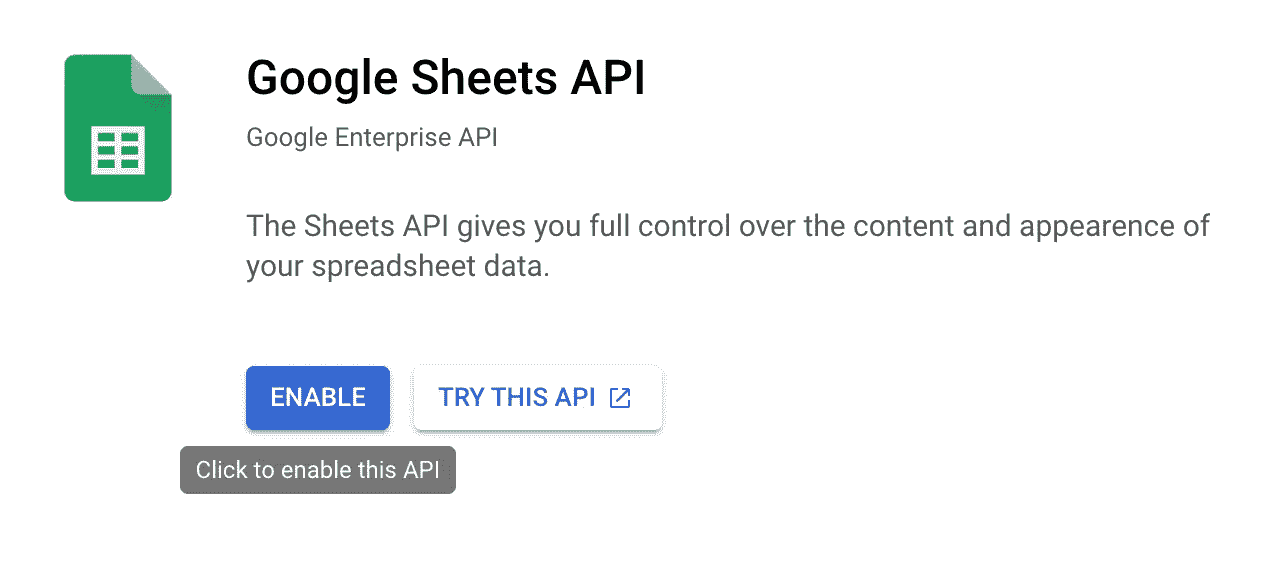 Google Sheets API
Google Enterprise API
The Sheets API gives you full control over the content and appearence of
your spreadsheet data.
ENABLE
TRY THIS API
Click to enable this API